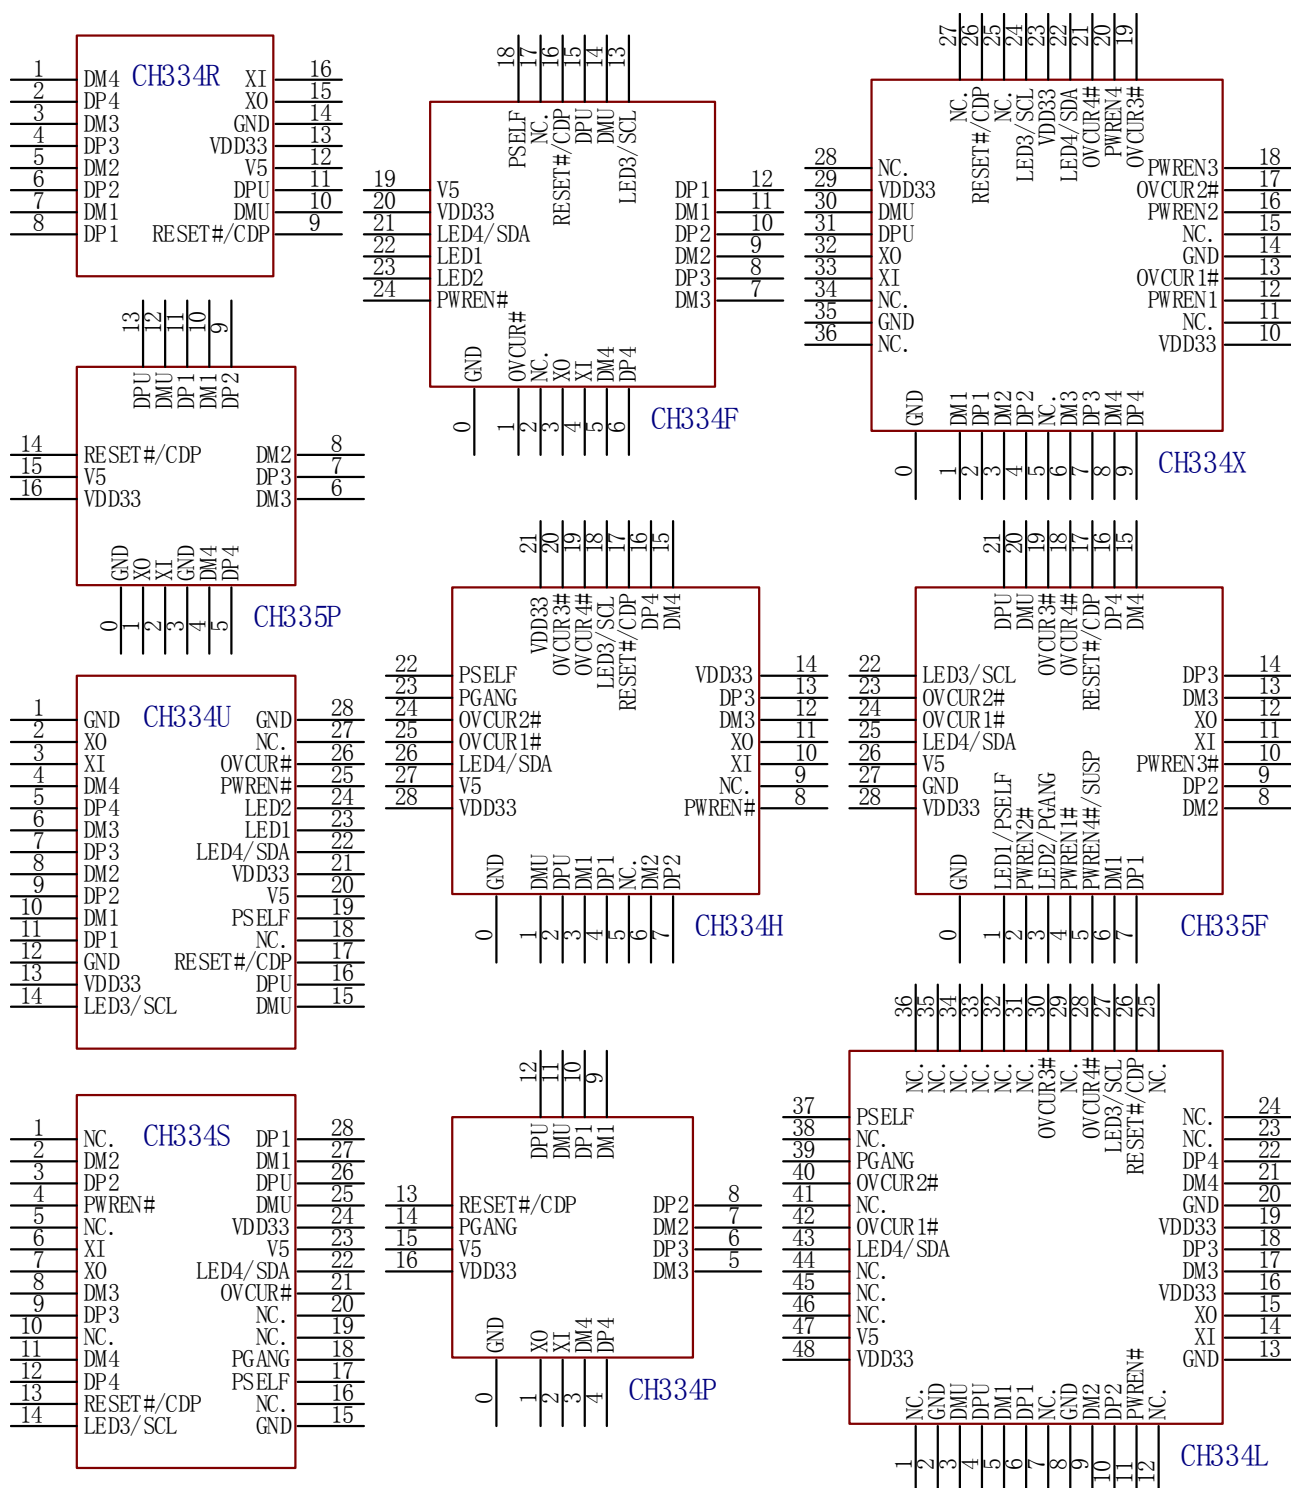 CH334R
1 DM4 XI 16
2 DP4 XO 15
3 DM3 GND 14
4 DP3 VDD33 13
5 DM2 V5 12
6 DP2 DPU 11
7 DM1 DMU 10
8 DP1 RESET#/CDP 9
18 17 16 15 14 13
PSELF NC. RESET#/CDP DPU DMU LED3/SCL
19 V5 DP1 12
20 VDD33 DM1 11
21 LED4/SDA DP2 10
22 LED1 DM2 9
23 LED2 DP3 8
24 PWREN# DM3 7
GND OVCUR# NC. XO XI DM4 DP4
0 1 2 3 4 5 6
CH334F
27 26 25 24 23 22 21 20 19
NC. RESET#/CDP NC. LED3/SCL VDD33 LED4/SDA OVCUR4# PWREN4 OVCUR3#
28 NC. PWREN3 18
29 VDD33 OVCUR2# 17
30 DMU PWREN2 16
31 DPU NC. 15
32 XO GND 14
33 XI OVCUR1# 13
34 NC. PWREN1 12
35 GND NC. 11
36 NC. VDD33 10
GND DM1 DP1 DM2 DP2 NC. DM3 DP3 DM4 DP4
0 1 2 3 4 5 6 7 8 9
CH334X
13 12 11 10 9
DPU DMU DP1 DM1 DP2
14 RESET#/CDP DM2 8
15 V5 DP3 7
16 VDD33 DM3 6
GND XO XI GND DM4 DP4
0 1 2 3 4 5
CH335P
21 20 19 18 17 16 15
VDD33 OVCUR3# OVCUR4# LED3/SCL RESET#/CDP DP4 DM4
22 PSELF VDD33 14
23 PGANG DP3 13
24 OVCUR2# DM3 12
25 OVCUR1# XO 11
26 LED4/SDA XI 10
27 V5 NC. 9
28 VDD33 PWREN# 8
GND DMU DPU DM1 DP1 NC. DM2 DP2
0 1 2 3 4 5 6 7
CH334H
21 20 19 18 17 16 15
DPU DMU OVCUR3# OVCUR4# RESET#/CDP DP4 DM4
22 LED3/SCL DP3 14
23 OVCUR2# DM3 13
24 OVCUR1# XO 12
25 LED4/SDA XI 11
26 V5 PWREN3# 10
27 GND DP2 9
28 VDD33 DM2 8
GND LED1/PSELF PWREN2# LED2/PGANG PWREN1# PWREN4#/SUSP DM1 DP1
0 1 2 3 4 5 6 7
CH335F
CH334U
1 GND GND 28
2 XO NC. 27
3 XI OVCUR# 26
4 DM4 PWREN# 25
5 DP4 LED2 24
6 DM3 LED1 23
7 DP3 LED4/SDA 22
8 DM2 VDD33 21
9 DP2 V5 20
10 DM1 PSELF 19
11 DP1 NC. 18
12 GND RESET#/CDP 17
13 VDD33 DPU 16
14 LED3/SCL DMU 15
CH334S
1 NC. DP1 28
2 DM2 DM1 27
3 DP2 DPU 26
4 PWREN# DMU 25
5 NC. VDD33 24
6 XI V5 23
7 XO LED4/SDA 22
8 DM3 OVCUR# 21
9 DP3 NC. 20
10 NC. NC. 19
11 DM4 PGANG 18
12 DP4 PSELF 17
13 RESET#/CDP NC. 16
14 LED3/SCL GND 15
12 11 10 9
DPU DMU DP1 DM1
13 RESET#/CDP DP2 8
14 PGANG DM2 7
15 V5 DP3 6
16 VDD33 DM3 5
GND XO XI DM4 DP4
0 1 2 3 4
CH334P
36 35 34 33 32 31 30 29 28 27 26 25
NC. NC. NC. NC. NC. NC. OVCUR3# NC. OVCUR4# LED3/SCL RESET#/CDP NC.
37 PSELF NC. 24
38 NC. NC. 23
39 PGANG DP4 22
40 OVCUR2# DM4 21
41 NC. GND 20
42 OVCUR1# VDD33 19
43 LED4/SDA DP3 18
44 NC. DM3 17
45 NC. VDD33 16
46 NC. XO 15
47 V5 XI 14
48 VDD33 GND 13
NC. GND DMU DPU DM1 DP1 NC. GND DM2 DP2 PWREN# NC.
1 2 3 4 5 6 7 8 9 10 11 12
CH334L